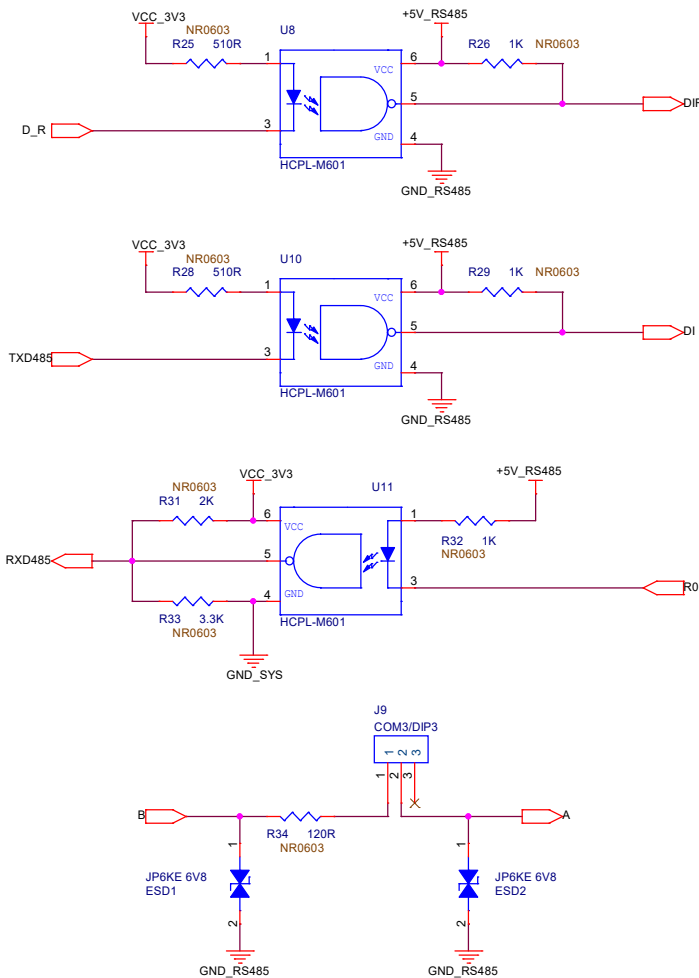 VCC_3V3
NR0603
R25 510R
U8
+5V_RS485
R26 1K NR0603
1
6
VCC
5
3
GND
4
D_R
HCPL-M601
GND_RS485
VCC_3V3
NR0603
R28 510R
U10
+5V_RS485
R29 1K NR0603
1
6
VCC
5
DI
TXD485
3
GND
4
HCPL-M601
GND_RS485
NR0603
R31 2K
VCC_3V3
U11
+5V_RS485
6
VCC
1
R32 1K
NR0603
RXD485
5
3
R0
GND
4
R33 3.3K
NR0603
HCPL-M601
GND_SYS
J9
COM3/DIP3
1 2 3
1 2 3
B
A
R34 120R
NR0603
1
1
JP6KE 6V8
ESD1
JP6KE 6V8
ESD2
2
2
GND_RS485
GND_RS485